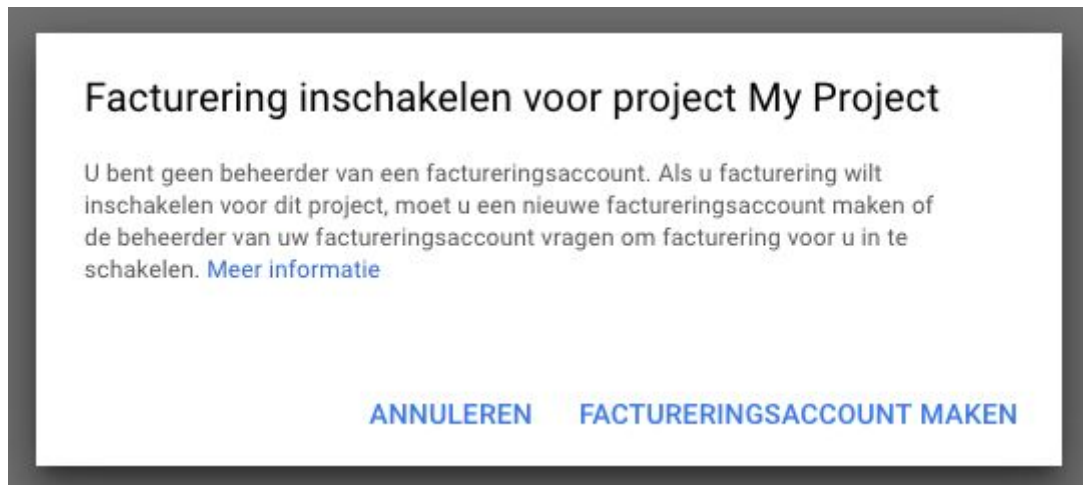 Facturering inschakelen voor project My Project
U bent geen beheerder van een factureringsaccount. Als u facturering wilt
inschakelen voor dit project, moet u een nieuwe factureringsaccount maken of
de beheerder van uw factureringsaccount vragen om facturering voor u in te
schakelen. Meer informatie
ANNULEREN FACTURERINGSACCOUNT MAKEN